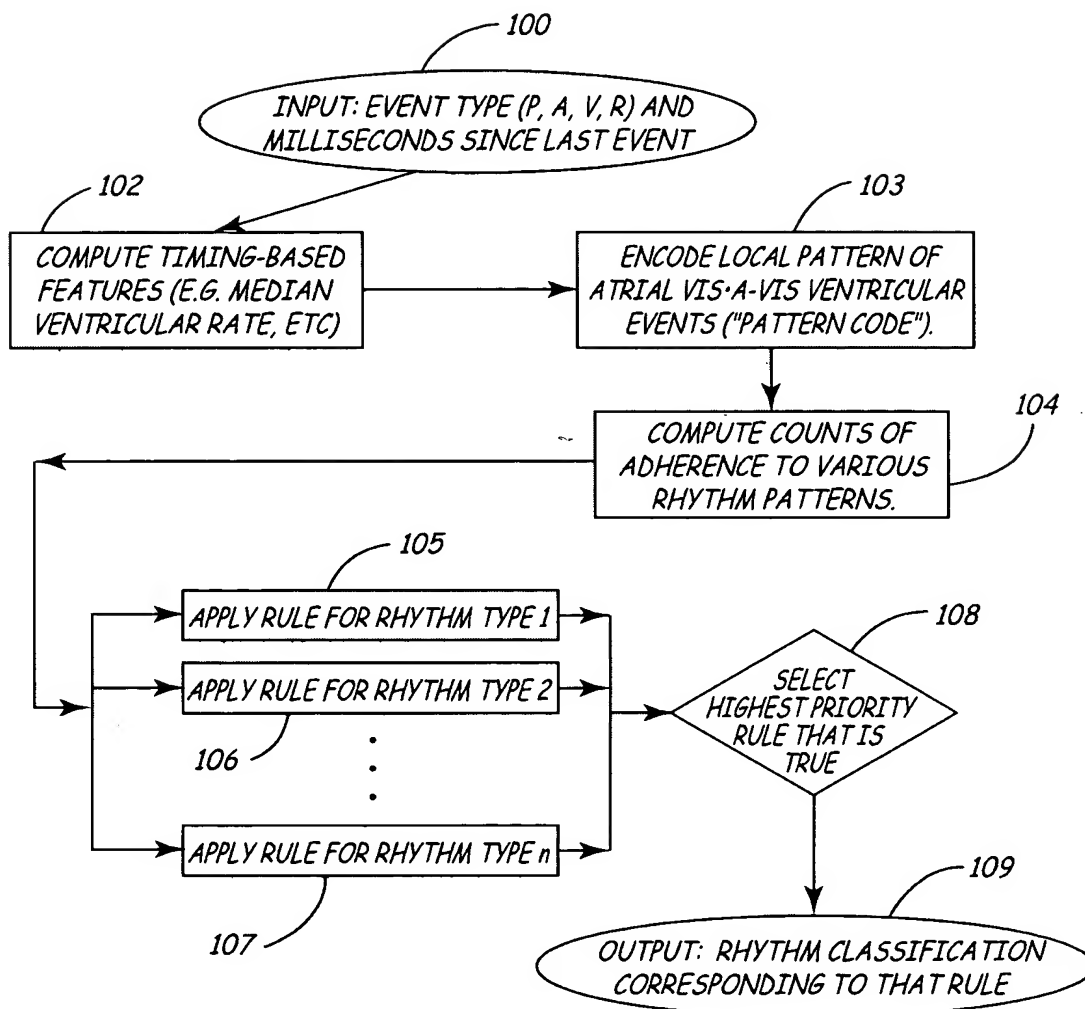 100
INPUT: EVENT TYPE (P, A, V, R) AND
MILLISECONDS SINCE LAST EVENT
102
COMPUTE TIMING-BASED
FEATURES (E.G. MEDIAN
VENTRICULAR RATE, ETC)
103
ENCODE LOCAL PATTERN OF
ATRIAL VIS·A-VIS VENTRICULAR
EVENTS ("PATTERN CODE").
104
COMPUTE COUNTS OF
ADHERENCE TO VARIOUS
RHYTHM PATTERNS.
105
APPLY RULE FOR RHYTHM TYPE 1
APPLY RULE FOR RHYTHM TYPE 2
106
APPLY RULE FOR RHYTHM TYPE n
107
108
SELECT
HIGHEST PRIORITY
RULE THAT IS
TRUE
109
OUTPUT: RHYTHM CLASSIFICATION
CORRESPONDING TO THAT RULE